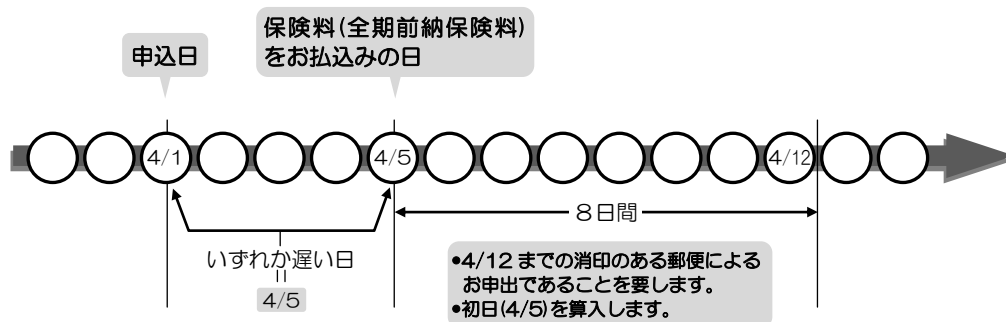 申込日
保険料(全期前納保険料)
をお払込みの日
4/1
4/5
4/12
8日間
いずれか遅い日
=
4/5
•4/12 までの消印のある郵便による
お申出であることを要します。
•初日(4/5)を算入します。